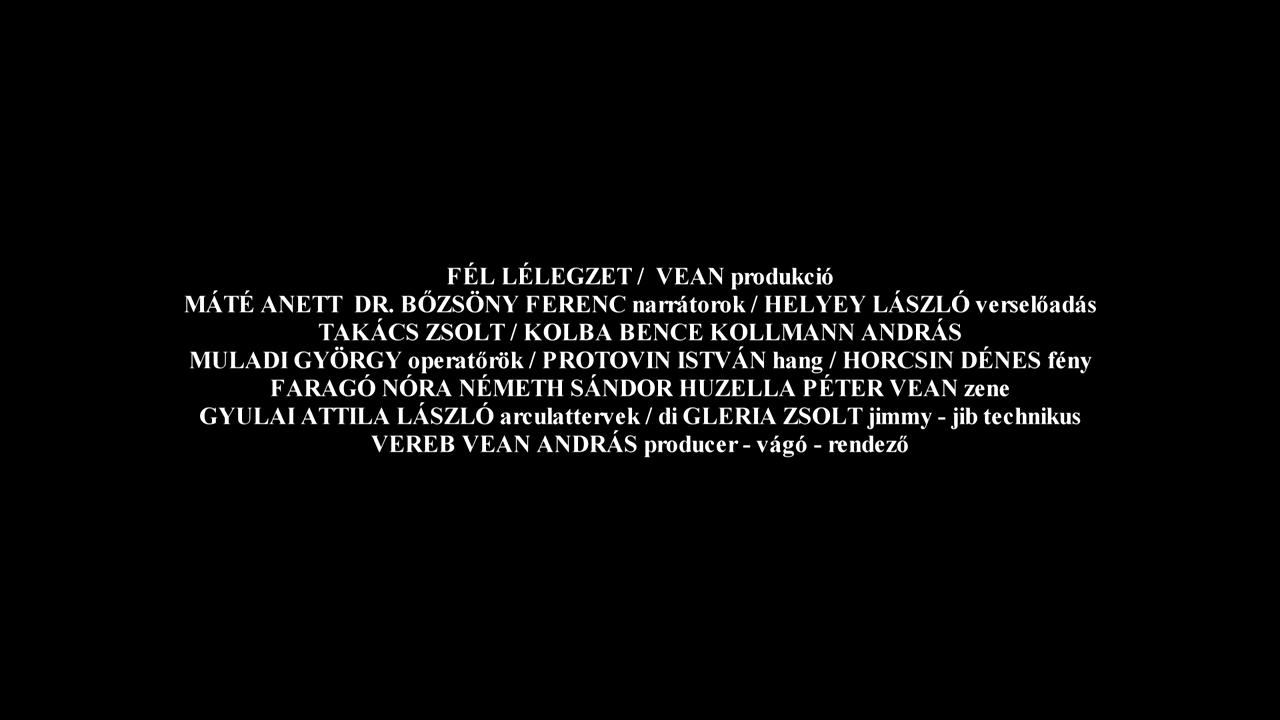 FÉL LÉLEGZET /  VEAN produkció
MÁTÉ ANETT  DR. BŐZSÖNY FERENC narrátorok / HELYEY LÁSZLÓ verselőadás
TAKÁCS ZSOLT / KOLBA BENCE KOLLMANN ANDRÁS
MULADI GYÖRGY operatőrök / PROTOVIN ISTVÁN hang / HORCSIN DÉNES fény
FARAGÓ NÓRA NÉMETH SÁNDOR HUZELLA PÉTER VEAN zene
GYULAI ATTILA LÁSZLÓ arculattervek / di GLERIA ZSOLT jimmy - jib technikus
VEREB VEAN ANDRÁS producer - vágó - rendező